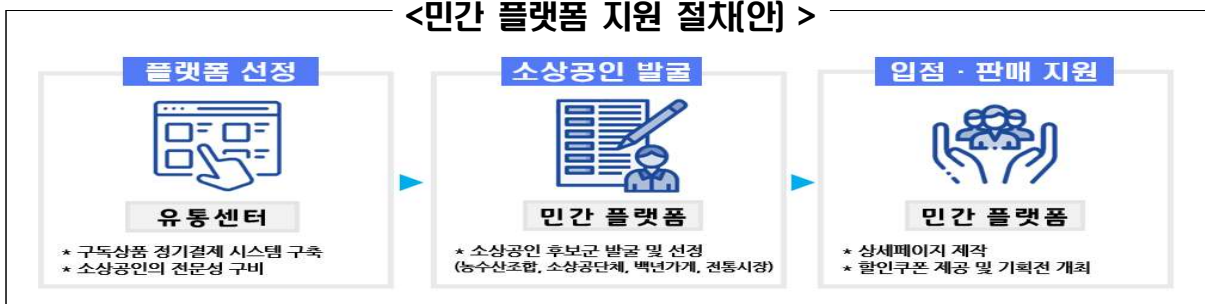 <민간 플랫폼 지원 절차(안) >
플랫폼 선정
유통센터
* 구독상품 정기결제 시스템 구축
* 소상공인의 전문성 구비
소상공인 발굴
민간 플랫폼
* 소상공인 후보군 발굴 및 선정
(농수산조합, 소상공단체, 백년가게, 전통시장)
입점 · 판매 지원
민간 플랫폼
* 상세페이지 제작
* 할인쿠폰 제공 및 기획전 개최